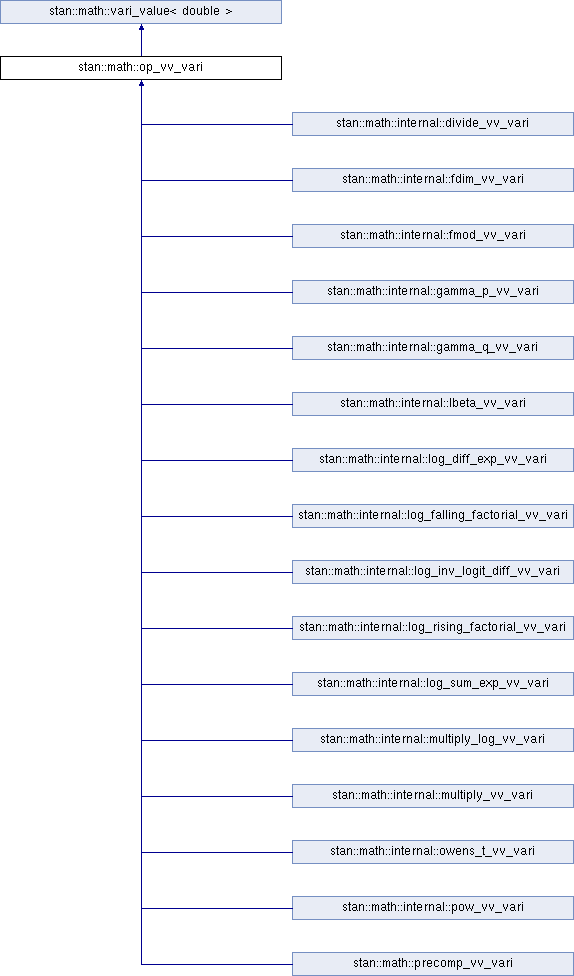 stan::math::vari_value< double >
stan::math::op_vv_vari
stan::math::internal::divide_vv_vari
stan::math::internal::fdim_vv_vari
stan::math::internal::fmod_vv_vari
stan::math::internal::gamma_p_vv_vari
stan::math::internal::gamma_q_vv_vari
stan::math::internal::lbeta_vv_vari
stan::math::internal::log_diff_exp_vv_vari
stan::math::internal::log_falling_factorial_vv_vari
stan::math::internal::log_inv_logit_diff_vv_vari
stan::math::internal::log_rising_factorial_vv_vari
stan::math::internal::log_sum_exp_vv_vari
stan::math::internal::multiply_log_vv_vari
stan::math::internal::multiply_vv_vari
stan::math::internal::owens_t_vv_vari
stan::math::internal::pow_vv_vari
stan::math::precomp_vv_vari